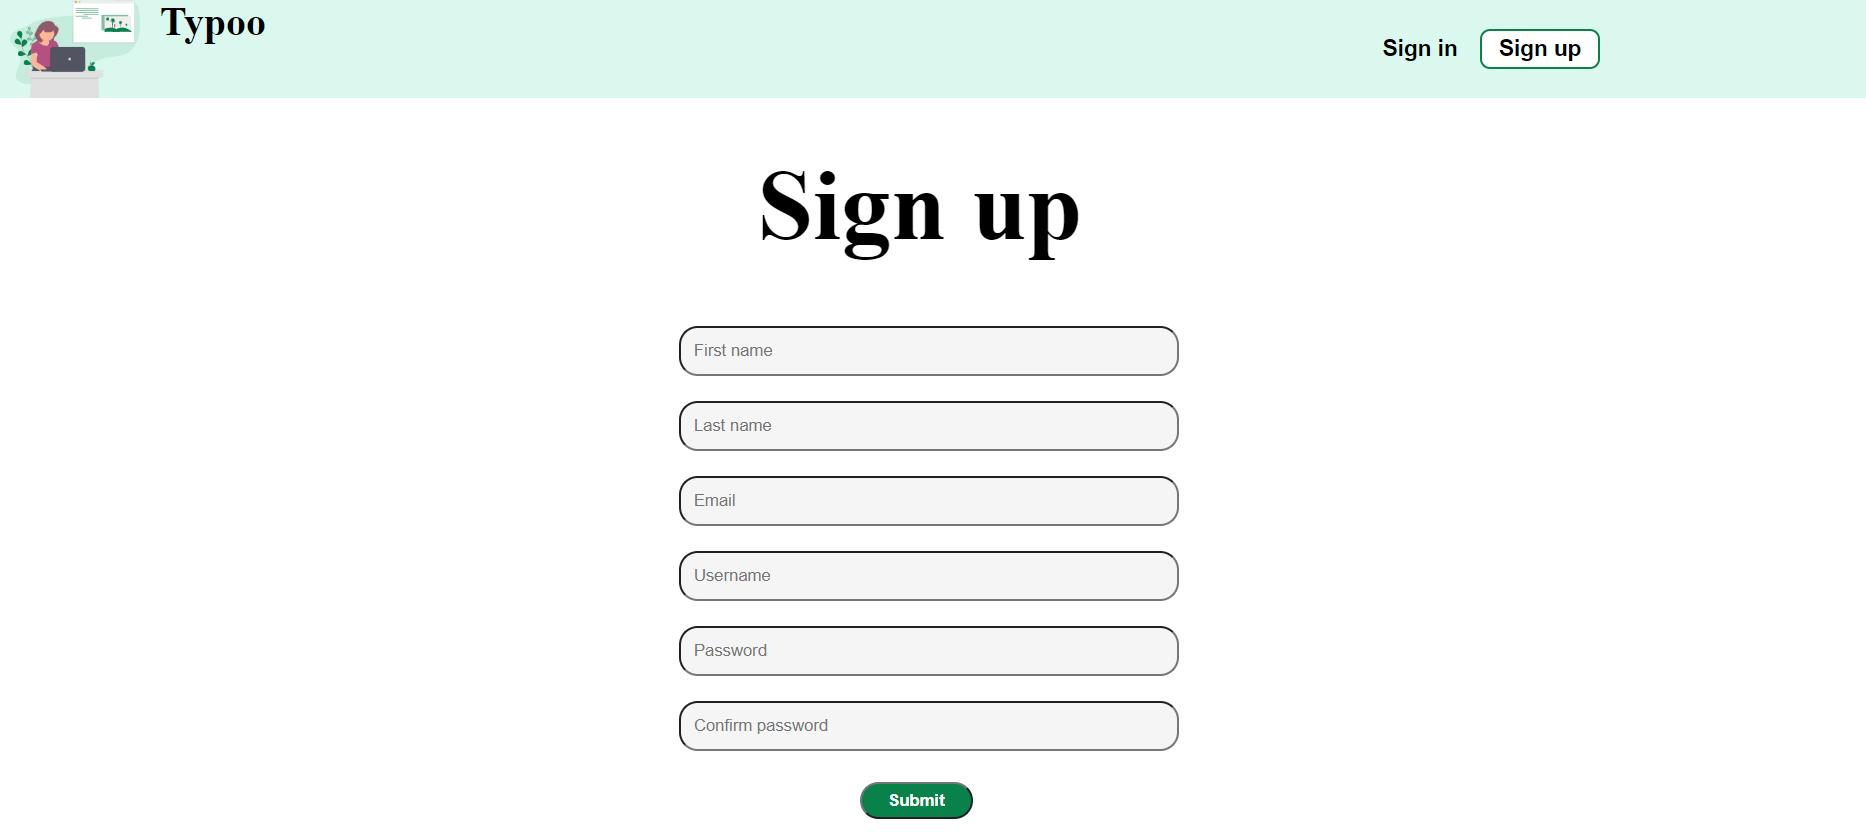 Typoo
Sign in
Sign up
Sign up
First name
Last name
Email
Username
Password
Confirm password
Submit